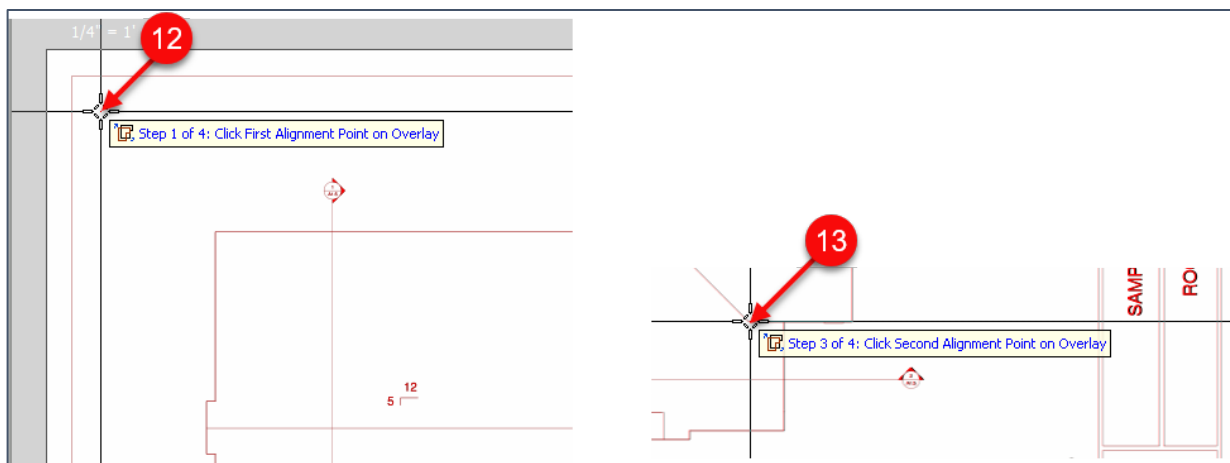 1/4" = 1'
12
Step 1 of 4: Click First Alignment Point on Overlay
1
12
5
13
SAMP
RO
Step 3 of 4: Click Second Alignment Point on Overlay